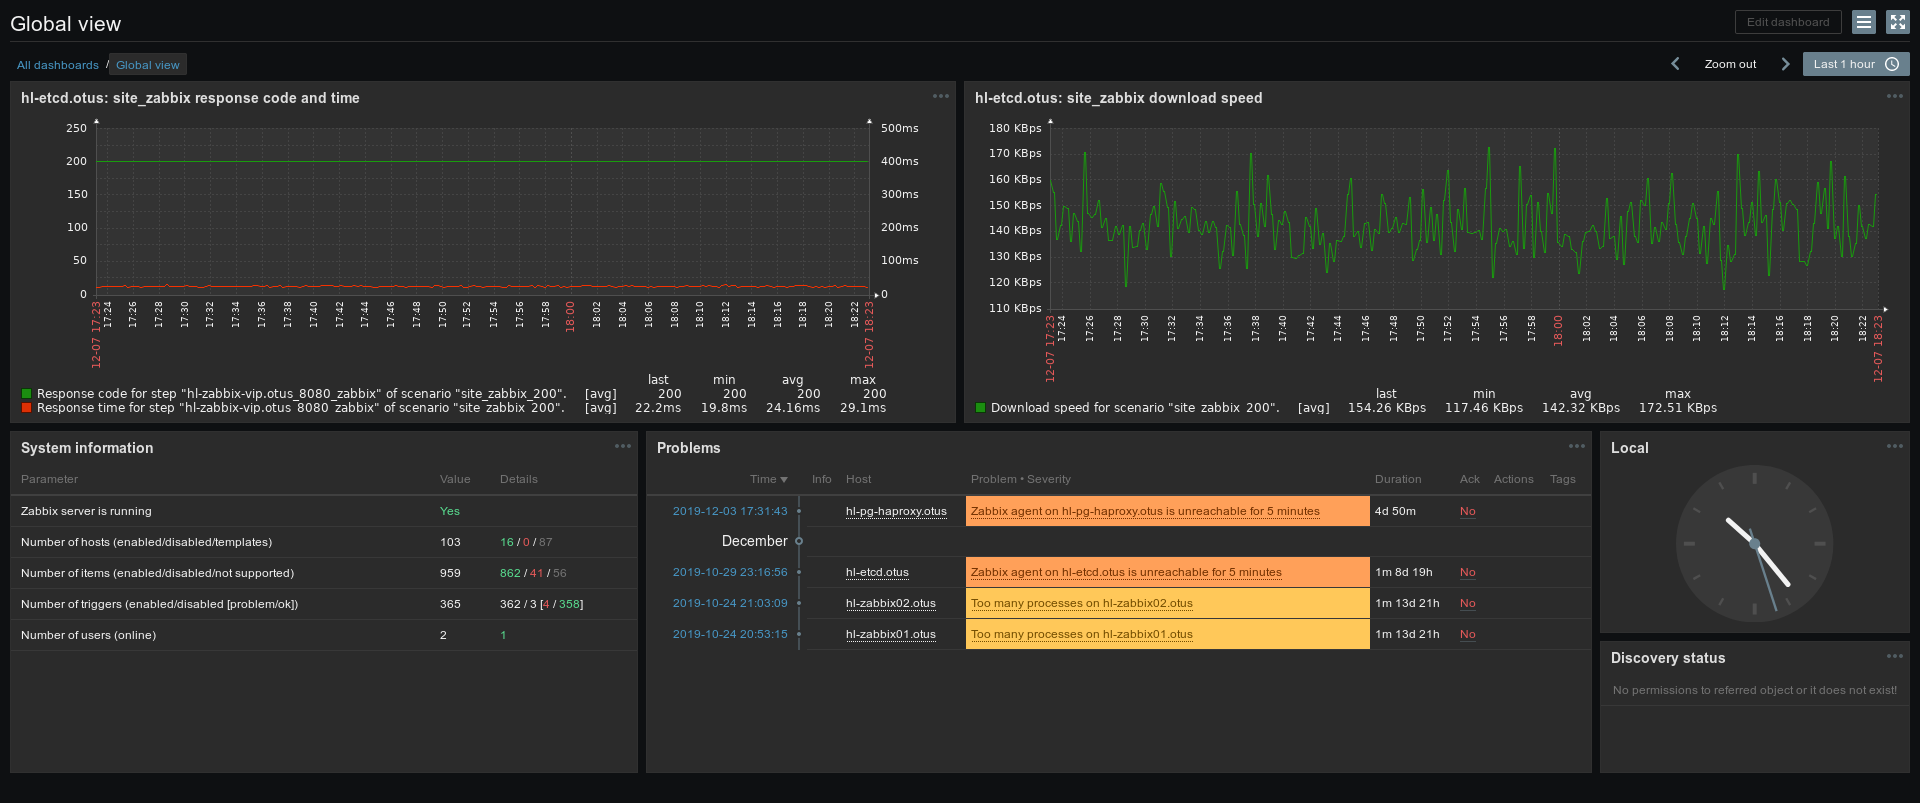 Global view
Edit dashboard
All dashboards / Global view
Zoom out
Last 1 hour
hl-etcd.otus: site_zabbix response code and time
250
200
150
100
50
0
500ms
400ms
300ms
200ms
100ms
0
12-07 17:23 17:24 17:26 17:28 17:30 17:32 17:34 17:36 17:38 17:40 17:42 17:44 17:46 17:48 17:50 17:52 17:54 17:56 17:58 18:00 18:02 18:04 18:06 18:08 18:10 18:12 18:14 18:16 18:18 18:20 18:22 12-07 18:23
last min avg max
Response code for step "hl-zabbix-vip.otus_8080_zabbix" of scenario "site_zabbix_200". [avg] 200 200 200 200
Response time for step "hl-zabbix-vip.otus_8080_zabbix" of scenario "site_zabbix_200". [avg] 22.2ms 19.8ms 24.16ms 29.1ms
hl-etcd.otus: site_zabbix download speed
180 KBps
170 KBps
160 KBps
150 KBps
140 KBps
130 KBps
120 KBps
110 KBps
12-07 17:23 17:24 17:26 17:28 17:30 17:32 17:34 17:36 17:38 17:40 17:42 17:44 17:46 17:48 17:50 17:52 17:54 17:56 17:58 18:00 18:02 18:04 18:06 18:08 18:10 18:12 18:14 18:16 18:18 18:20 18:22 12-07 18:23
last min avg max
Download speed for scenario "site_zabbix_200". [avg] 154.26 KBps 117.46 KBps 142.32 KBps 172.51 KBps
System information
Parameter Value Details
Zabbix server is running Yes
Number of hosts (enabled/disabled/templates) 103 16 / 0 / 87
Number of items (enabled/disabled/not supported) 959 862 / 41 / 56
Number of triggers (enabled/disabled [problem/ok]) 365 362 / 3 [4 / 358]
Number of users (online) 2 1
Problems
Time Info Host Problem • Severity Duration Ack Actions Tags
2019-12-03 17:31:43 hl-pg-haproxy.otus Zabbix agent on hl-pg-haproxy.otus is unreachable for 5 minutes 4d 50m No
December
2019-10-29 23:16:56 hl-etcd.otus Zabbix agent on hl-etcd.otus is unreachable for 5 minutes 1m 8d 19h No
2019-10-24 21:03:09 hl-zabbix02.otus Too many processes on hl-zabbix02.otus 1m 13d 21h No
2019-10-24 20:53:15 hl-zabbix01.otus Too many processes on hl-zabbix01.otus 1m 13d 21h No
Local
Discovery status
No permissions to referred object or it does not exist!